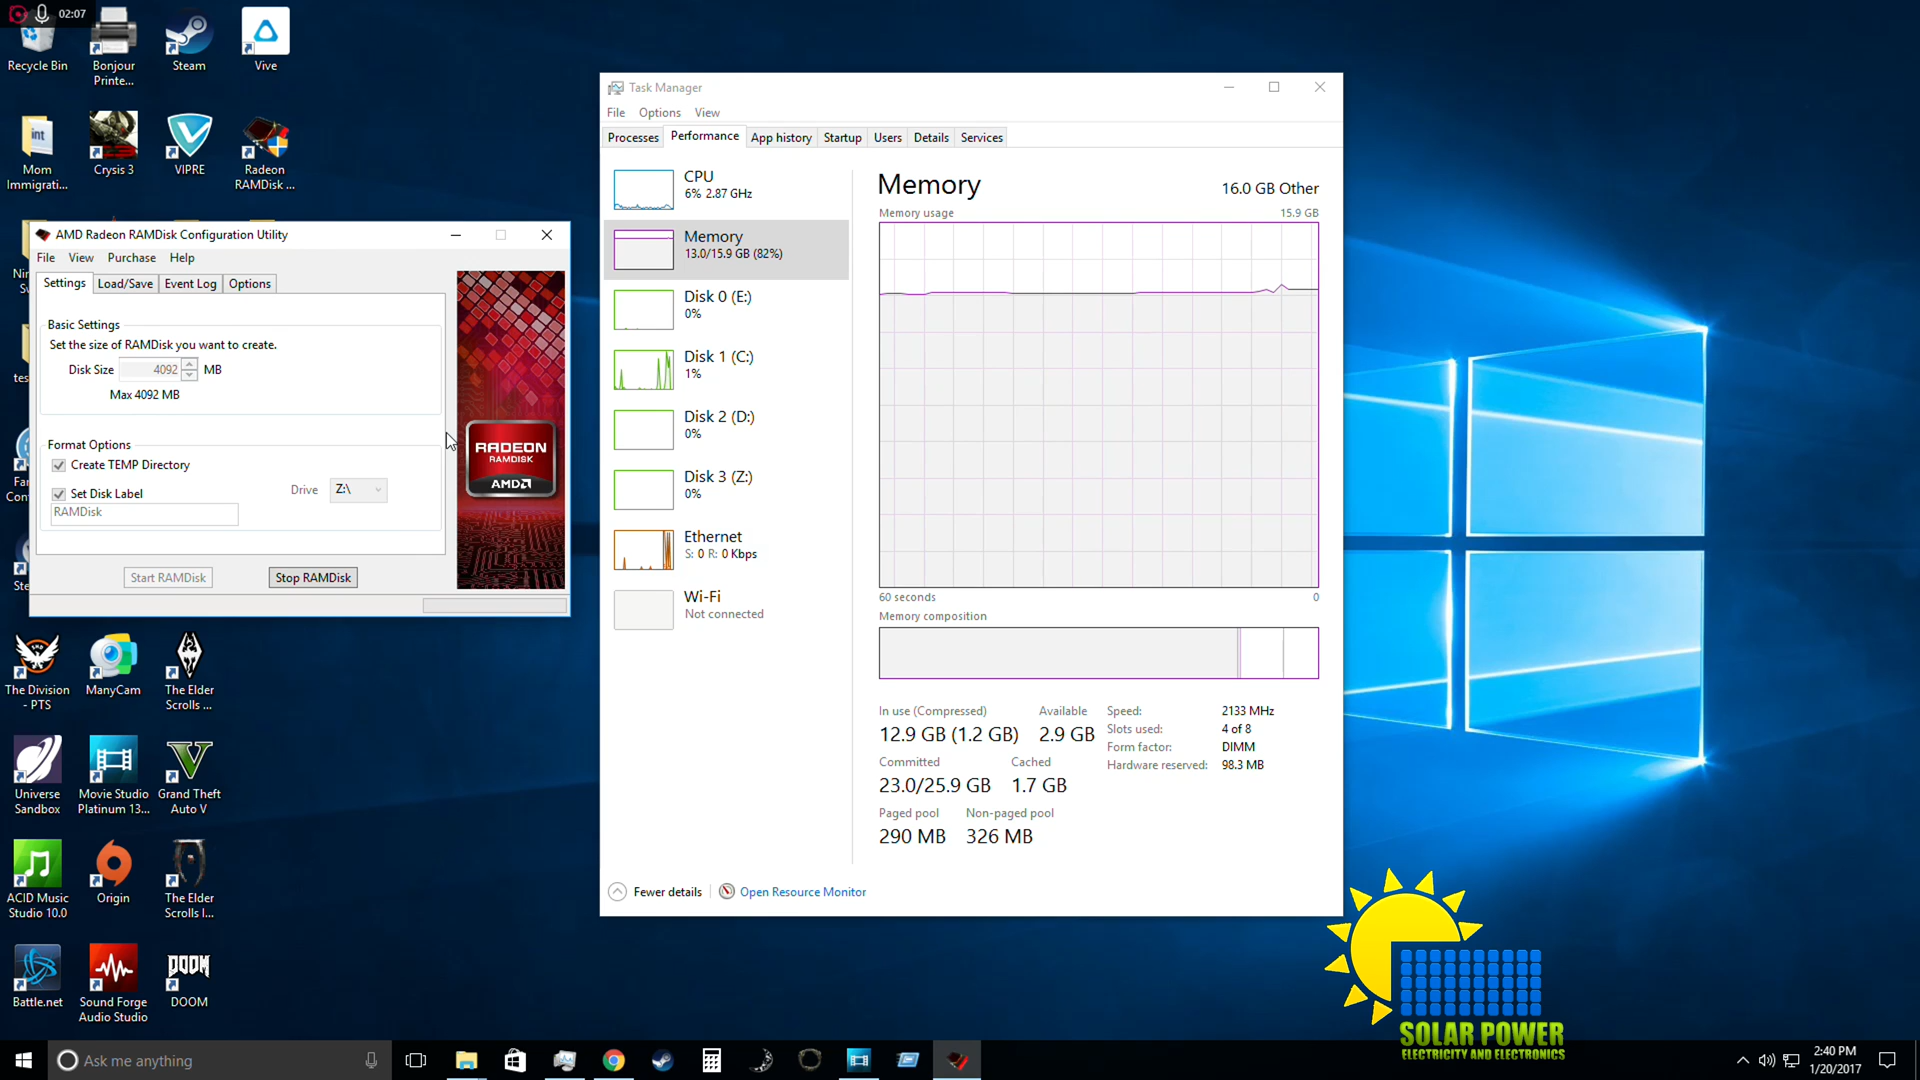 02:07
Recycle Bin
Bonjour
Printe...
Steam
Vive
int
Mom
Immigrati...
Crysis 3
VIPRE
Radeon
RAMDisk ...
AMD Radeon RAMDisk Configuration Utility
File View Purchase Help
Settings Load/Save Event Log Options
Basic Settings
Set the size of RAMDisk you want to create.
Disk Size 4092 MB
Max 4092 MB
Format Options
Create TEMP Directory
Set Disk Label
Drive Z:\
RAMDisk
Start RAMDisk Stop RAMDisk
RADEON
RAMDISK
AMD
The Division
- PTS
ManyCam
The Elder
Scrolls ...
Universe
Sandbox
Movie Studio
Platinum 13...
Grand Theft
Auto V
ACID Music
Studio 10.0
Origin
The Elder
Scrolls I...
Battle.net
Sound Forge
Audio Studio
DOOM
DOOM
Task Manager
File Options View
Processes Performance App history Startup Users Details Services
CPU
6% 2.87 GHz
Memory
13.0/15.9 GB (82%)
Disk 0 (E:)
0%
Disk 1 (C:)
1%
Disk 2 (D:)
0%
Disk 3 (Z:)
0%
Ethernet
S: 0 R: 0 Kbps
Wi-Fi
Not connected
Memory 16.0 GB Other
Memory usage 15.9 GB
60 seconds 0
Memory composition
In use (Compressed) Available
12.9 GB (1.2 GB) 2.9 GB
Committed Cached
23.0/25.9 GB 1.7 GB
Paged pool Non-paged pool
290 MB 326 MB
Speed: 2133 MHz
Slots used: 4 of 8
Form factor: DIMM
Hardware reserved: 98.3 MB
Fewer details Open Resource Monitor
SOLAR POWER
ELECTRICITY AND ELECTRONICS
Ask me anything
2:40 PM
1/20/2017